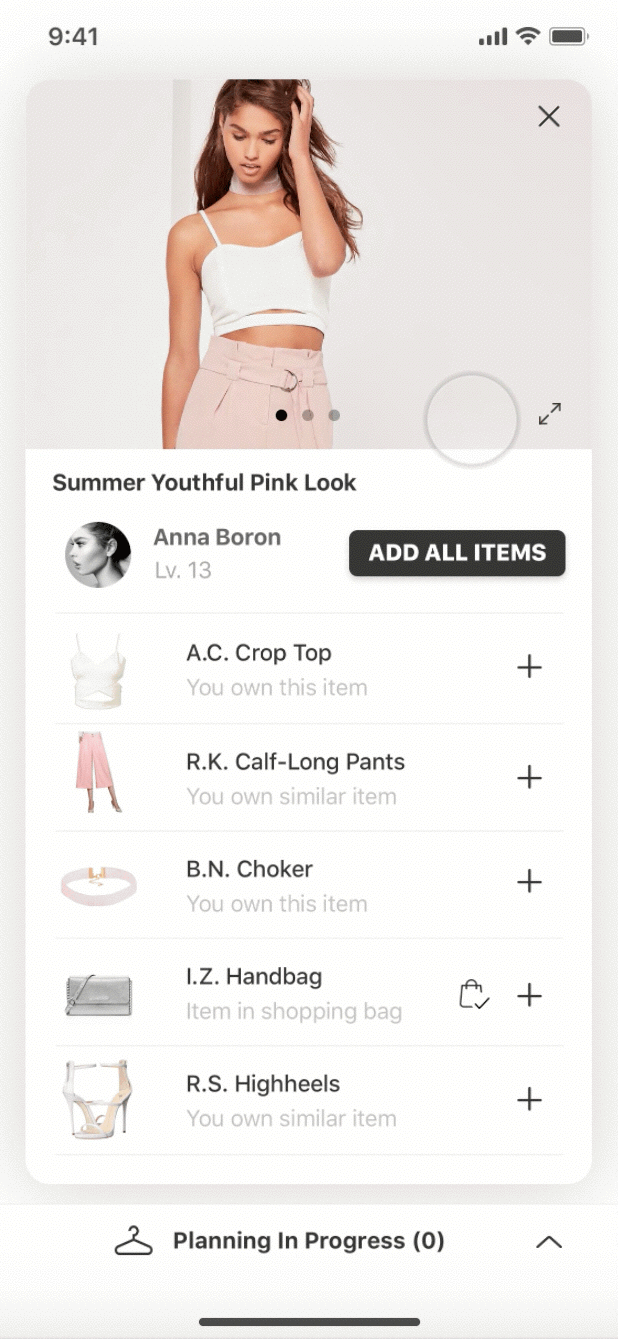 9:41
Summer Youthful Pink Look
Anna Boron
Lv. 13
ADD ALL ITEMS
A.C. Crop Top
You own this item
R.K. Calf-Long Pants
You own similar item
B.N. Choker
You own this item
I.Z. Handbag
Item in shopping bag
R.S. Highheels
You own similar item
Planning In Progress (0)